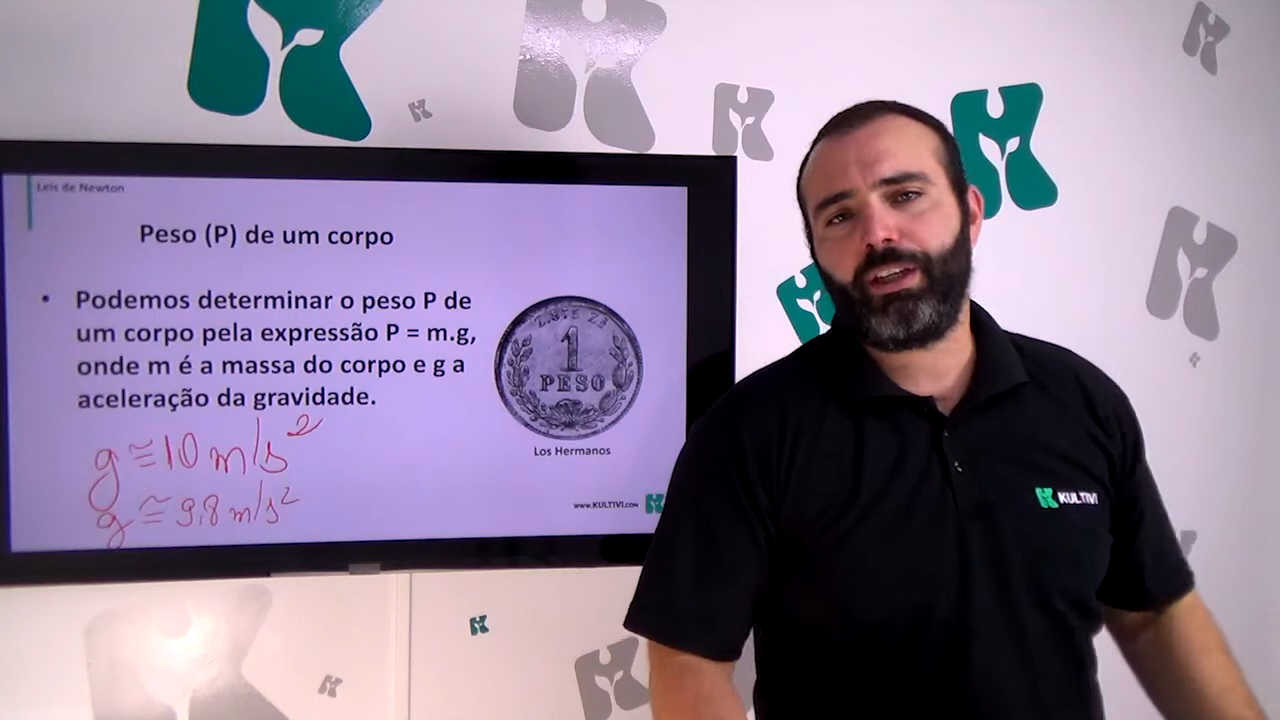 Leis de Newton
Peso (P) de um corpo
• Podemos determinar o peso P de
um corpo pela expressão P = m.g,
onde m é a massa do corpo e g a
aceleração da gravidade.
g ≅ 10 m/s²
g ≅ 9,8 m/s²
1
PESO
Los Hermanos
www.KULTIVI.COM
KULTIVI